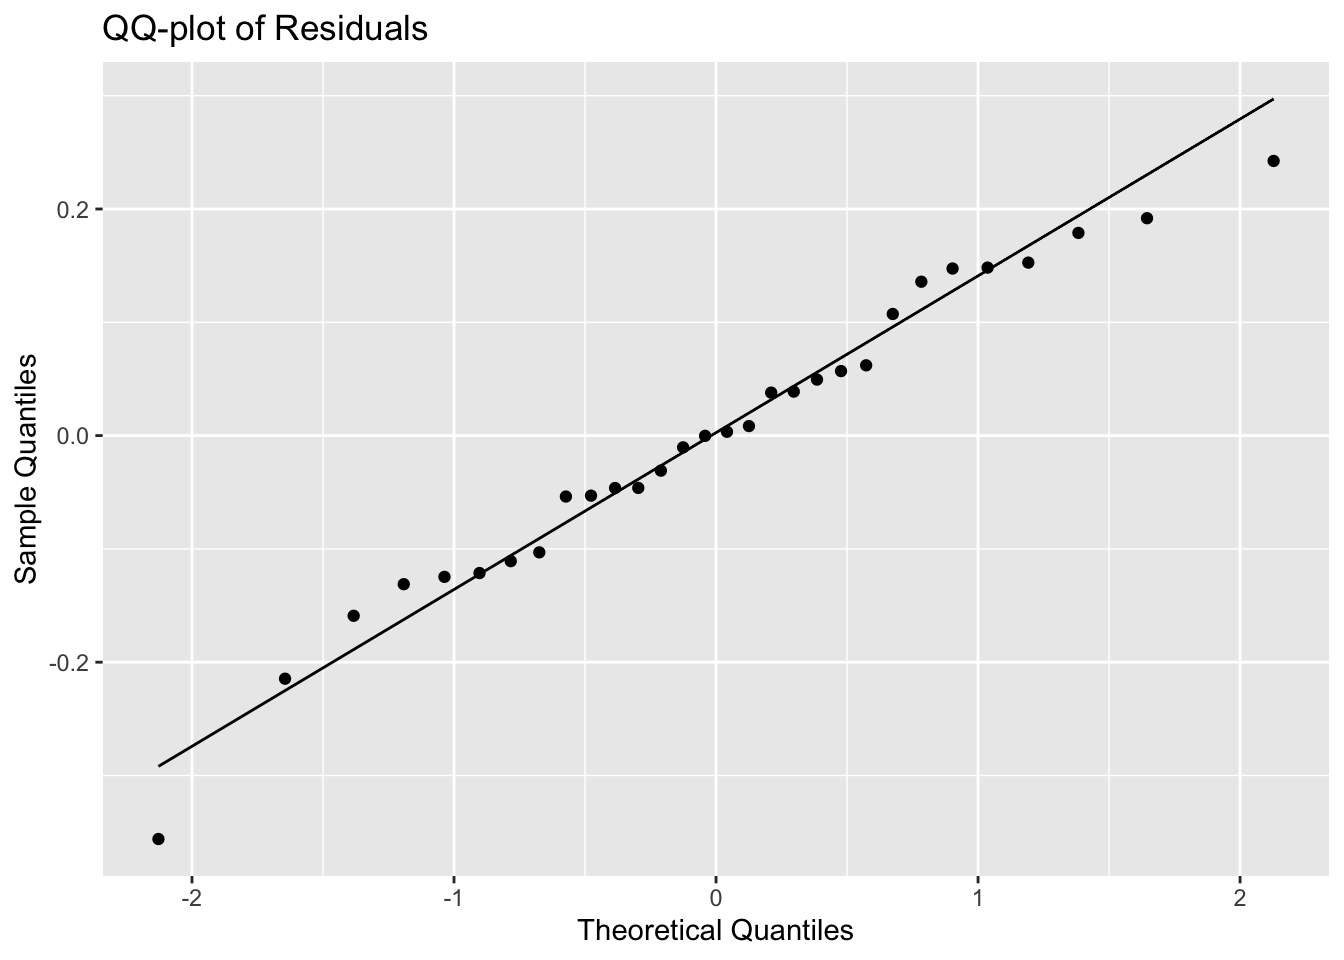 QQ-plot of Residuals
Sample Quantiles
0.2
0.0
-0.2
-2
-1
0
1
2
Theoretical Quantiles